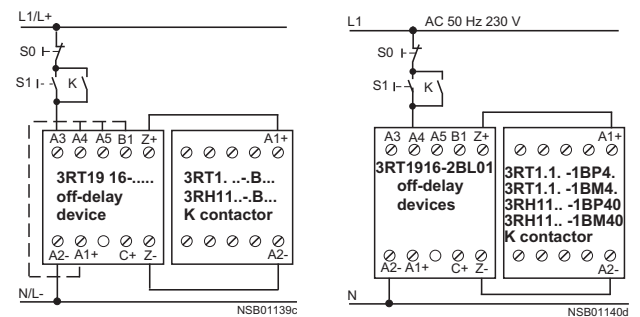 L1/L+
S0
S1 K
A3 A4 A5 B1 Z+ A1+
3RT19 16-.....
off-delay
device
3RT1. ..-.B...
3RH11..-.B...
K contactor
A2- A1+ C+ Z- A2-
N/L-
NSB01139c
L1 AC 50 Hz 230 V
S0
S1 K
A3 A4 A5 B1 Z+ A1+
3RT1916-2BL01
off-delay
devices
3RT1.1. -1BP4.
3RT1.1. -1BM4.
3RH11.. -1BP40
3RH11.. -1BM40
K contactor
A2- A1+ C+ Z- A2-
N
NSB01140d